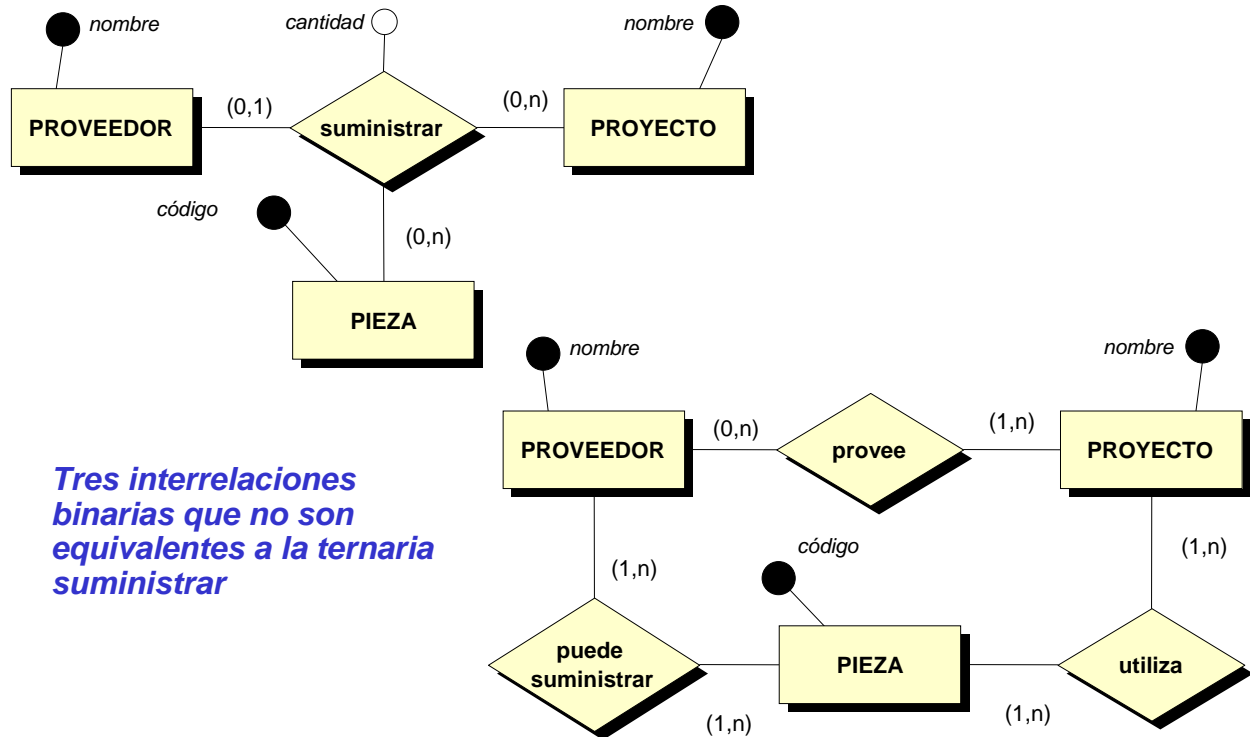 nombre
cantidad
nombre
PROVEEDOR
(0,1)
suministrar
(0,n)
PROYECTO
código
(0,n)
PIEZA
nombre
nombre
PROVEEDOR
(0,n)
provee
(1,n)
PROYECTO
Tres interrelaciones
binarias que no son
equivalentes a la ternaria
suministrar
código
(1,n)
(1,n)
puede
suministrar
PIEZA
utiliza
(1,n)
(1,n)